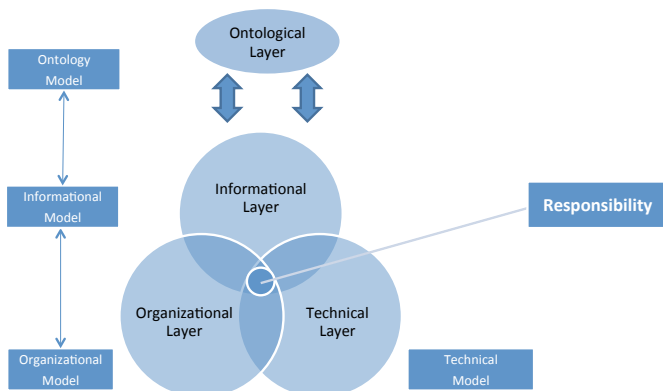 Ontological
Layer
Ontology
Model
Informational
Layer
Informational
Model
Responsibility
Organizational
Layer
Technical
Layer
Organizational
Model
Technical
Model